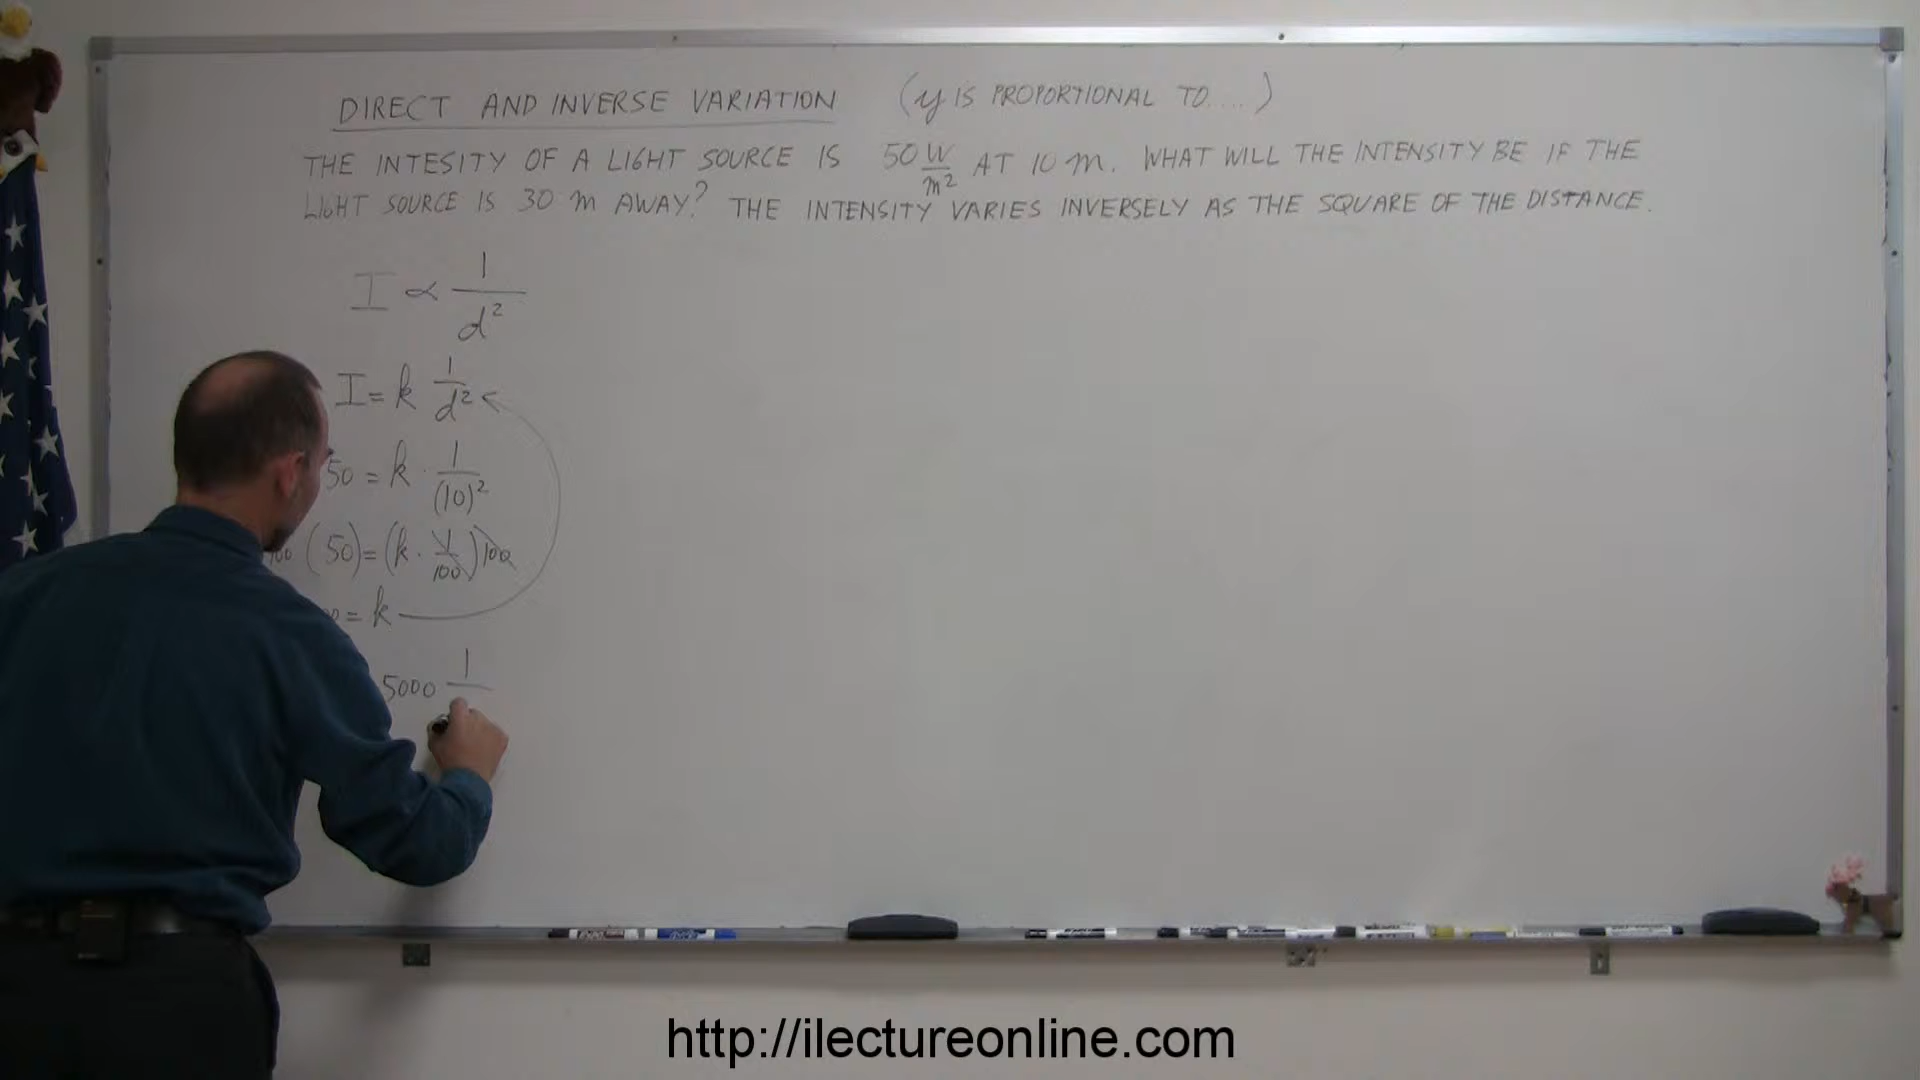 DIRECT AND INVERSE VARIATION (y IS PROPORTIONAL TO....)
THE INTESITY OF A LIGHT SOURCE IS 50 W/m² AT 10 m. WHAT WILL THE INTENSITY BE IF THE
LIGHT SOURCE IS 30 m AWAY? THE INTENSITY VARIES INVERSELY AS THE SQUARE OF THE DISTANCE.
I ∝ 1/d²
I = k 1/d²
50 = k · 1/(10)²
100 (50) = (k · 1/100) 100
= k
5000 1
http://ilectureonline.com